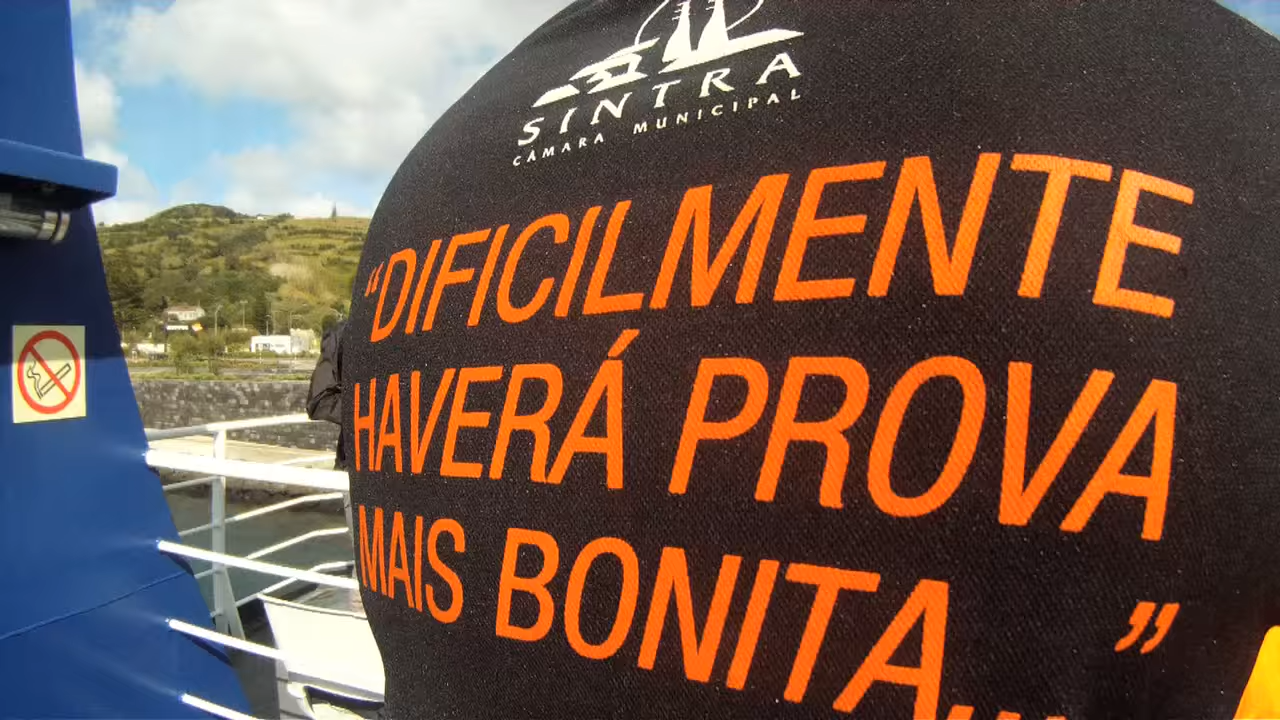 SINTRA
CÂMARA MUNICIPAL
“DIFICILMENTE
HAVERÁ PROVA
MAIS BONITA...”